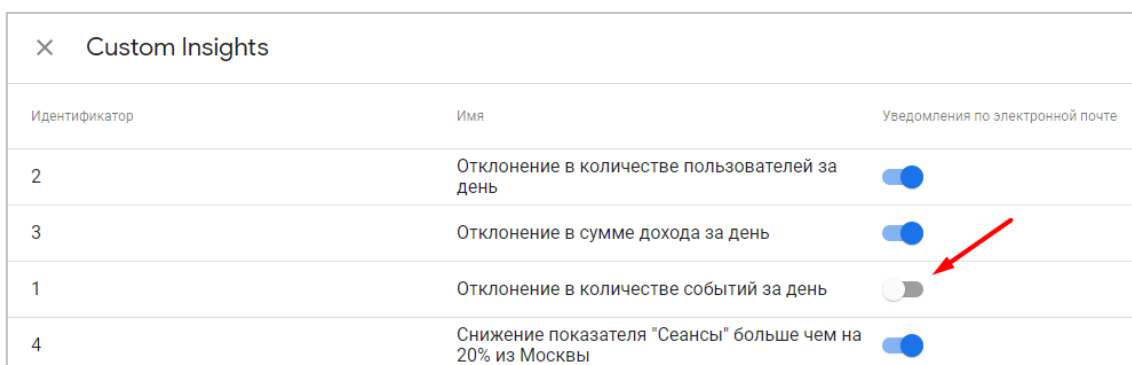 Custom Insights
Идентификатор Имя Уведомления по электронной почте
2 Отклонение в количестве пользователей за
день
3 Отклонение в сумме дохода за день
1 Отклонение в количестве событий за день
4 Снижение показателя "Сеансы" больше чем на
20% из Москвы